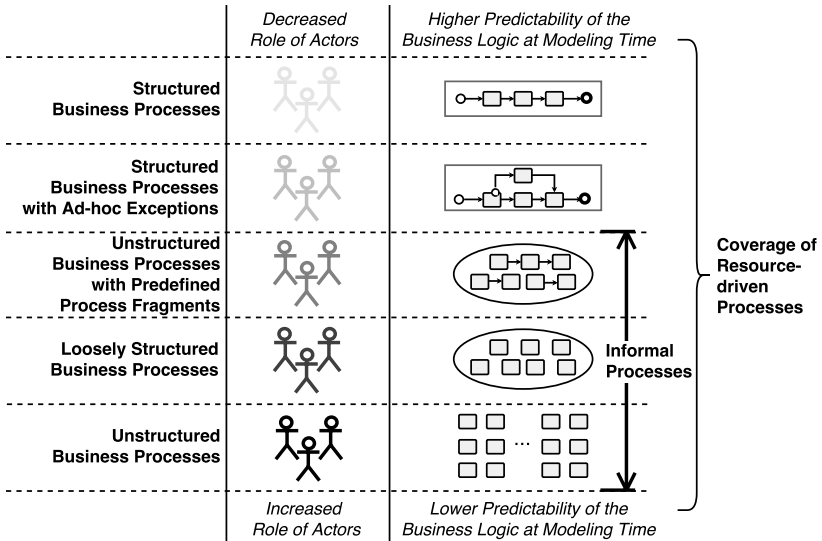 Decreased
Role of Actors
Higher Predictability of the
Business Logic at Modeling Time
Structured
Business Processes
Structured
Business Processes
with Ad-hoc Exceptions
Unstructured
Business Processes
with Predefined
Process Fragments
Coverage of
Resource-
driven
Processes
Loosely Structured
Business Processes
Informal
Processes
Unstructured
Business Processes
...
Increased
Role of Actors
Lower Predictability of the
Business Logic at Modeling Time